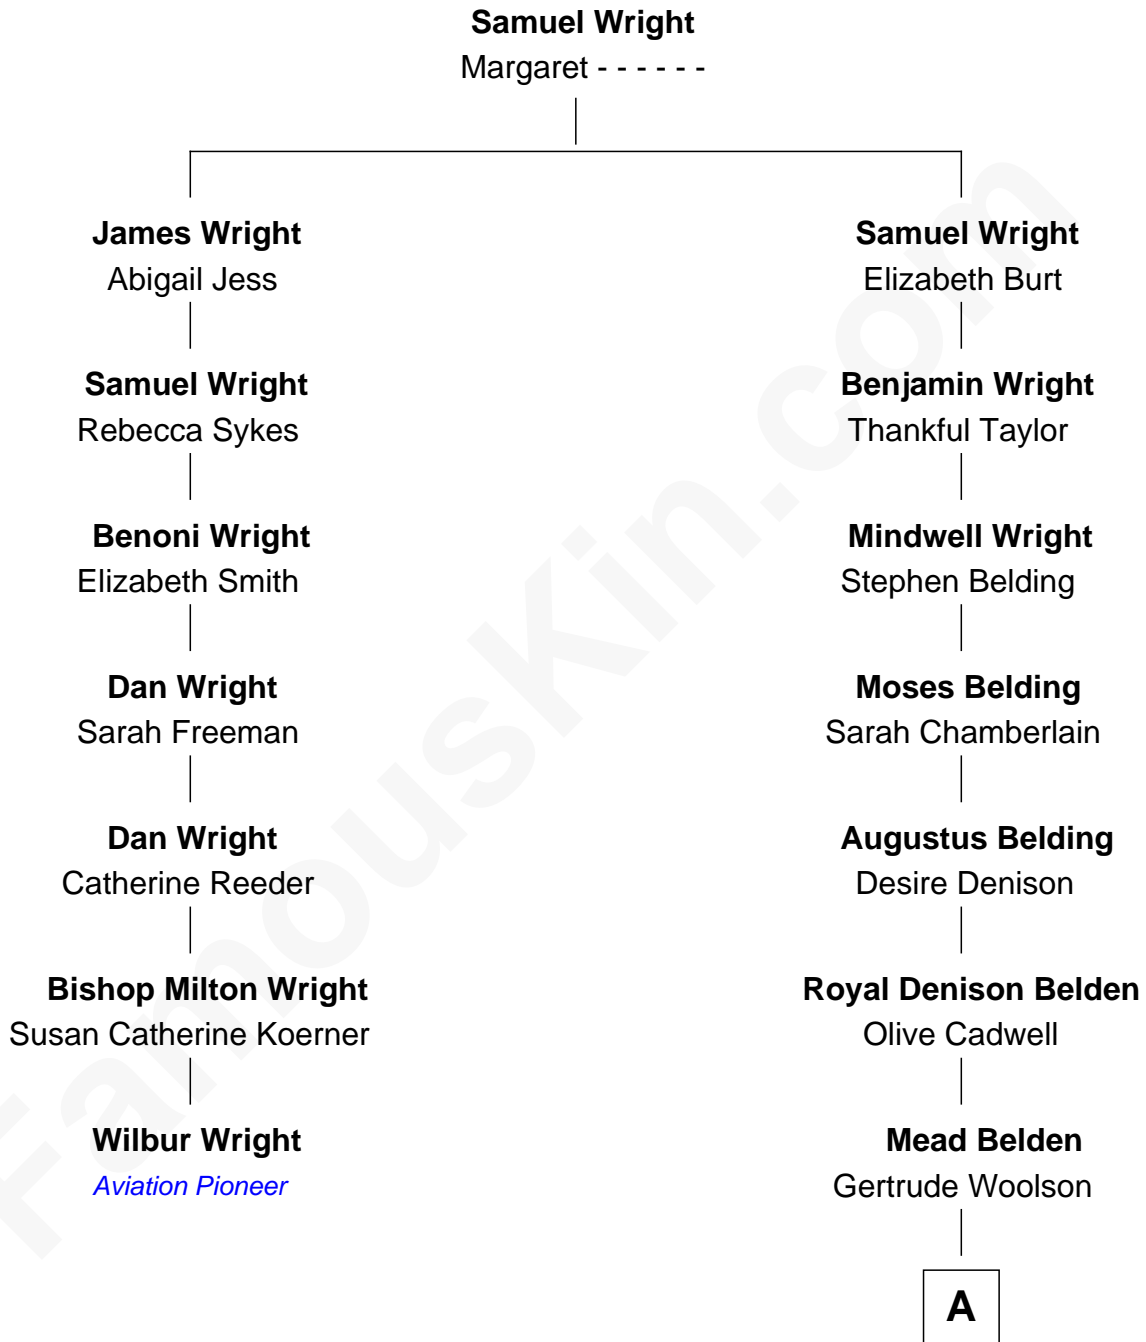 Samuel Wright
Margaret - - - - - -
James Wright
Abigail Jess
Samuel Wright
Elizabeth Burt
Samuel Wright
Rebecca Sykes
Benjamin Wright
Thankful Taylor
Benoni Wright
Elizabeth Smith
Mindwell Wright
Stephen Belding
Dan Wright
Sarah Freeman
Moses Belding
Sarah Chamberlain
Dan Wright
Catherine Reeder
Augustus Belding
Desire Denison
Bishop Milton Wright
Susan Catherine Koerner
Royal Denison Belden
Olive Cadwell
Wilbur Wright
Aviation Pioneer
Mead Belden
Gertrude Woolson
A
FamousKin.com